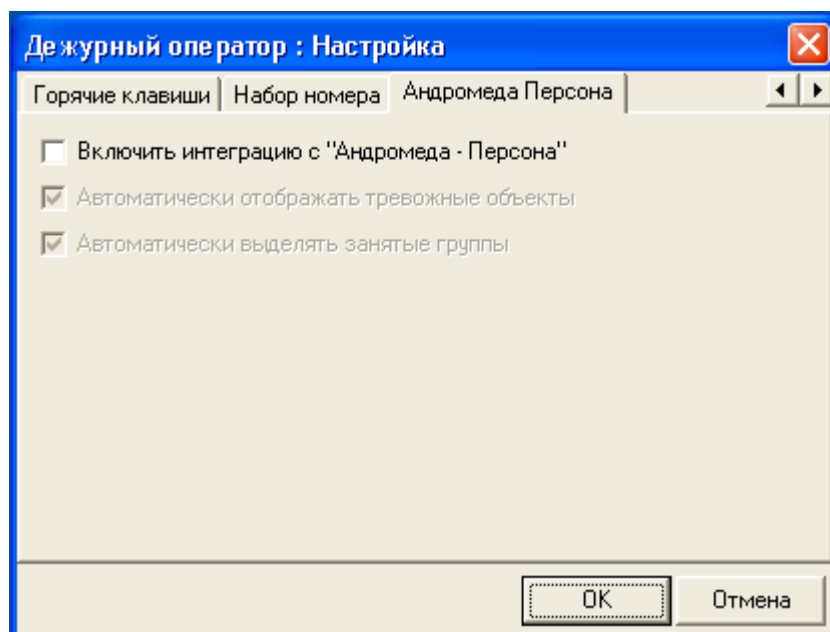 Дежурный оператор : Настройка
Горячие клавиши Набор номера Андромеда Персона
Включить интеграцию с "Андромеда - Персона"
Автоматически отображать тревожные объекты
Автоматически выделять занятые группы
OK Отмена